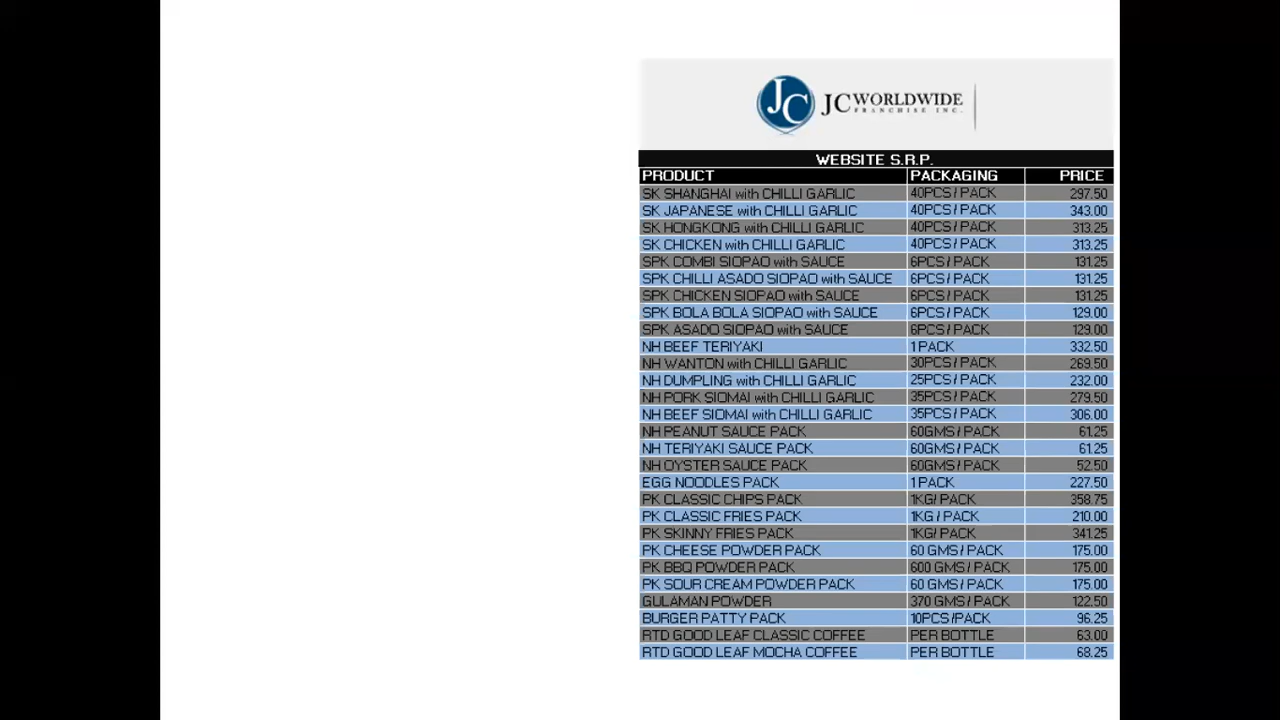 JC
JC WORLDWIDE
FRANCHISE INC.
WEBSITE S.R.P.
PRODUCT PACKAGING PRICE
SK SHANGHAI with CHILLI GARLIC 40PCS / PACK 297.50
SK JAPANESE with CHILLI GARLIC 40PCS / PACK 343.00
SK HONGKONG with CHILLI GARLIC 40PCS / PACK 313.25
SK CHICKEN with CHILLI GARLIC 40PCS / PACK 313.25
SPK COMBI SIOPAO with SAUCE 6PCS / PACK 131.25
SPK CHILLI ASADO SIOPAO with SAUCE 6PCS / PACK 131.25
SPK CHICKEN SIOPAO with SAUCE 6PCS / PACK 131.25
SPK BOLA BOLA SIOPAO with SAUCE 6PCS / PACK 129.00
SPK ASADO SIOPAO with SAUCE 6PCS / PACK 129.00
NH BEEF TERIYAKI 1 PACK 332.50
NH WANTON with CHILLI GARLIC 30PCS / PACK 269.50
NH DUMPLING with CHILLI GARLIC 25PCS / PACK 232.00
NH PORK SIOMAI with CHILLI GARLIC 35PCS / PACK 279.50
NH BEEF SIOMAI with CHILLI GARLIC 35PCS / PACK 306.00
NH PEANUT SAUCE PACK 60GMS / PACK 61.25
NH TERIYAKI SAUCE PACK 60GMS / PACK 61.25
NH OYSTER SAUCE PACK 60GMS / PACK 52.50
EGG NOODLES PACK 1 PACK 227.50
PK CLASSIC CHIPS PACK 1KG/ PACK 358.75
PK CLASSIC FRIES PACK 1KG / PACK 210.00
PK SKINNY FRIES PACK 1KG/ PACK 341.25
PK CHEESE POWDER PACK 60 GMS / PACK 175.00
PK BBQ POWDER PACK 600 GMS / PACK 175.00
PK SOUR CREAM POWDER PACK 60 GMS / PACK 175.00
GULAMAN POWDER 370 GMS / PACK 122.50
BURGER PATTY PACK 10PCS /PACK 96.25
RTD GOOD LEAF CLASSIC COFFEE PER BOTTLE 63.00
RTD GOOD LEAF MOCHA COFFEE PER BOTTLE 68.25